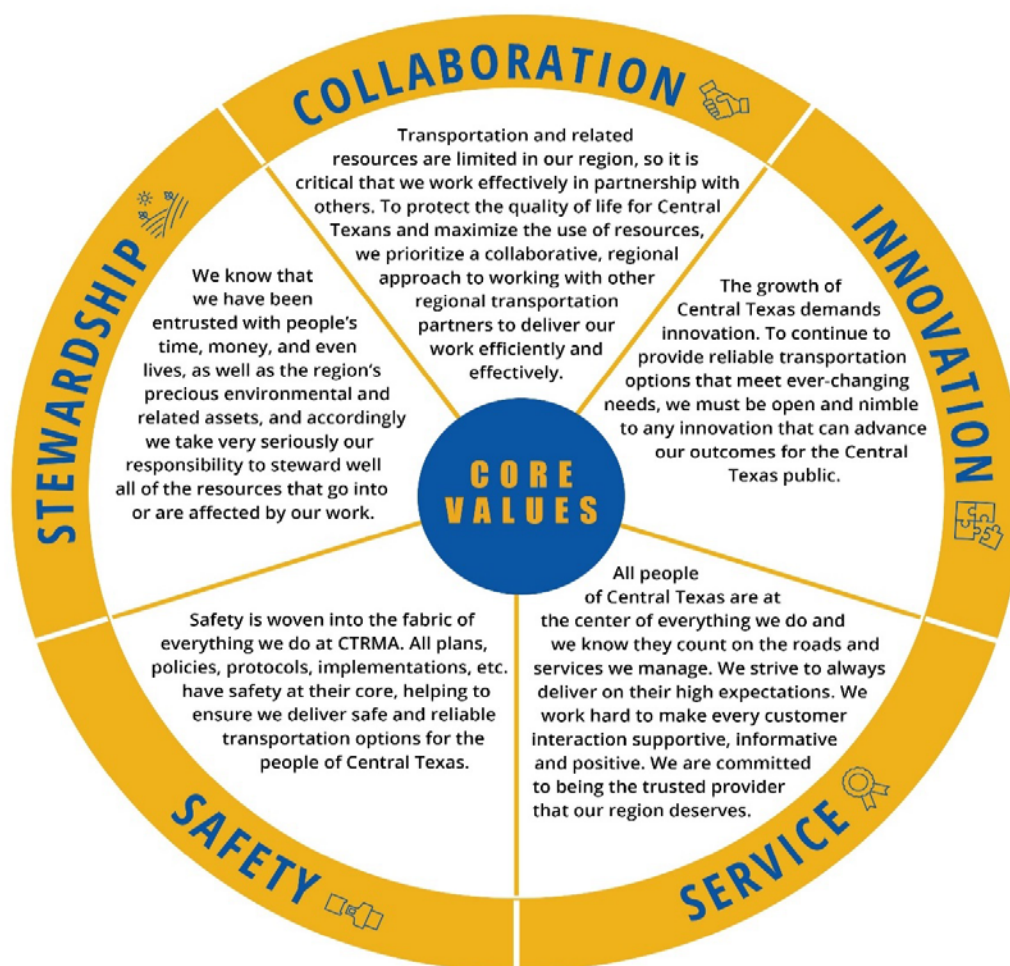 COLLABORATION
Transportation and related
resources are limited in our region, so it is
critical that we work effectively in partnership with
others. To protect the quality of life for Central
Texans and maximize the use of resources,
we prioritize a collaborative, regional
approach to working with other
regional transportation
partners to deliver our
work efficiently and
effectively.
INNOVATION
The growth of
Central Texas demands
innovation. To continue to
provide reliable transportation
options that meet ever-changing
needs, we must be open and nimble
to any innovation that can advance
our outcomes for the Central
Texas public.
SERVICE
All people
of Central Texas are at
the center of everything we do and
we know they count on the roads and
services we manage. We strive to always
deliver on their high expectations. We
work hard to make every customer
interaction supportive, informative
and positive. We are committed
to being the trusted provider
that our region deserves.
SAFETY
Safety is woven into the fabric of
everything we do at CTRMA. All plans,
policies, protocols, implementations, etc.
have safety at their core, helping to
ensure we deliver safe and reliable
transportation options for the
people of Central Texas.
STEWARDSHIP
We know that
we have been
entrusted with people's
time, money, and even
lives, as well as the region's
precious environmental and
related assets, and accordingly
we take very seriously our
responsibility to steward well
all of the resources that go into
or are affected by our work.
CORE
VALUES